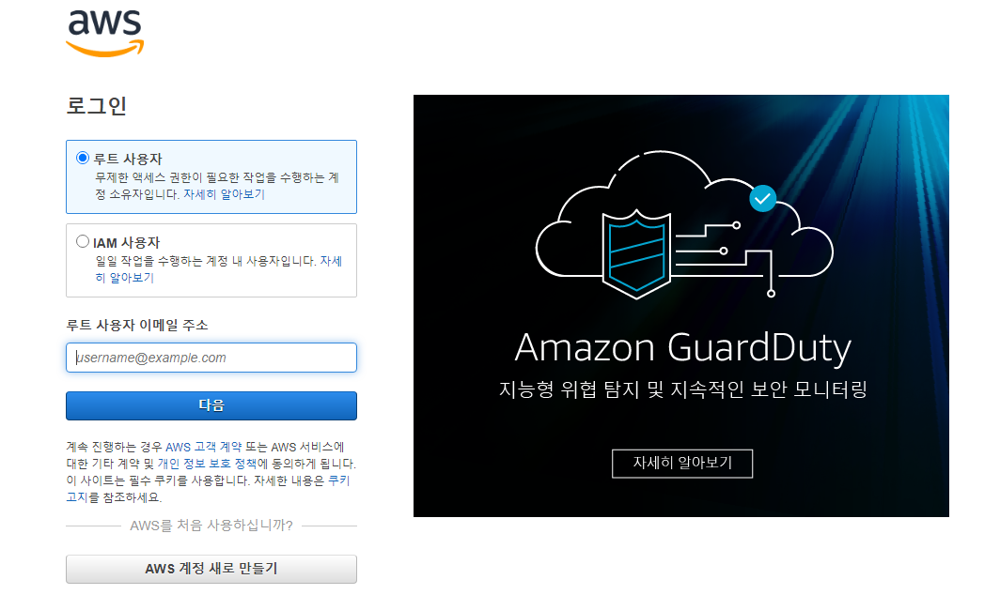 aws
로그인
루트 사용자
무제한 액세스 권한이 필요한 작업을 수행하는 계
정 소유자입니다. 자세히 알아보기
IAM 사용자
일일 작업을 수행하는 계정 내 사용자입니다. 자세
히 알아보기
루트 사용자 이메일 주소
username@example.com
다음
계속 진행하는 경우 AWS 고객 계약 또는 AWS 서비스에
대한 기타 계약 및 개인 정보 보호 정책에 동의하게 됩니다.
이 사이트는 필수 쿠키를 사용합니다. 자세한 내용은 쿠키
고지를 참조하세요.
AWS를 처음 사용하십니까?
AWS 계정 새로 만들기
Amazon GuardDuty
지능형 위협 탐지 및 지속적인 보안 모니터링
자세히 알아보기